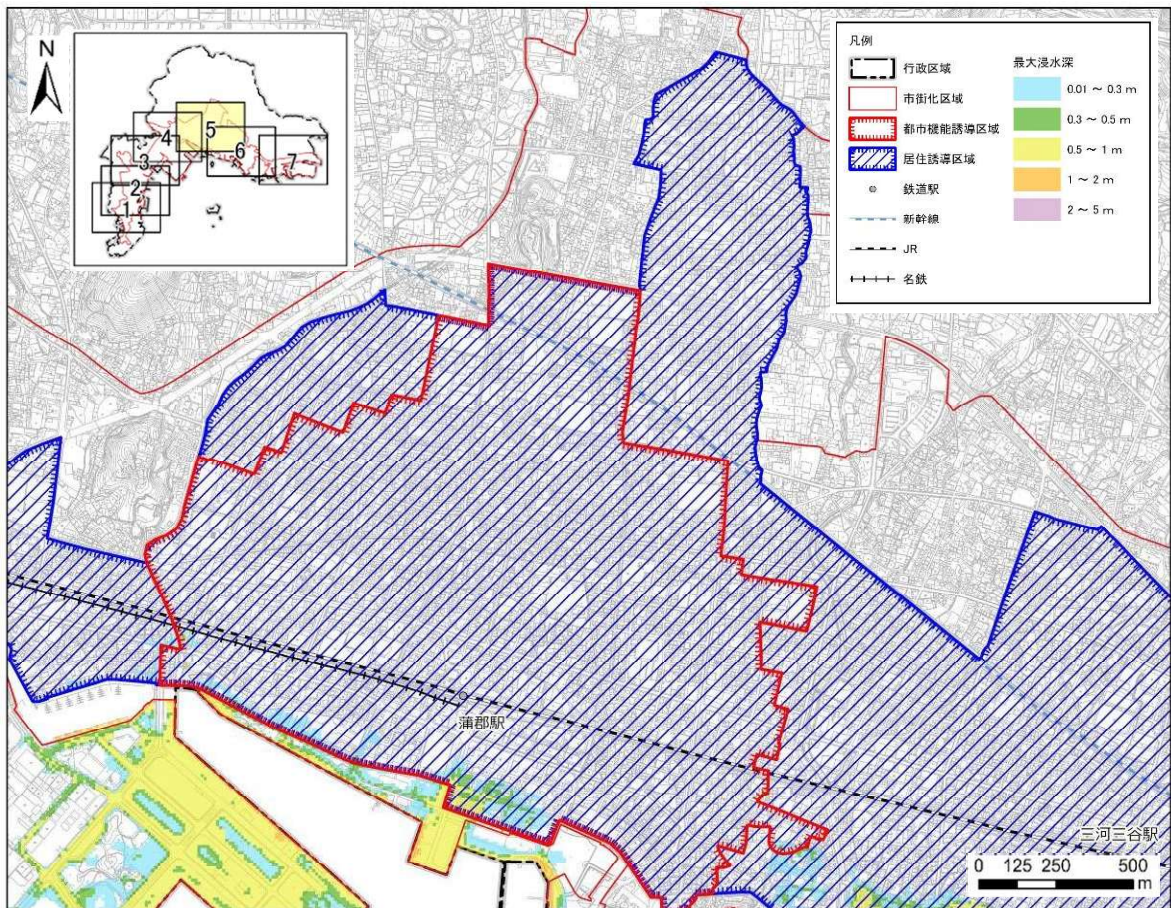 N
4
5
6
7
3
2
1
凡例
行政区域
市街化区域
都市機能誘導区域
居住誘導区域
鉄道駅
新幹線
JR
名鉄
最大浸水深
0.01 ～ 0.3 m
0.3 ～ 0.5 m
0.5 ～ 1 m
1 ～ 2 m
2 ～ 5 m
蒲郡駅
三河三谷駅
0 125 250 500
m